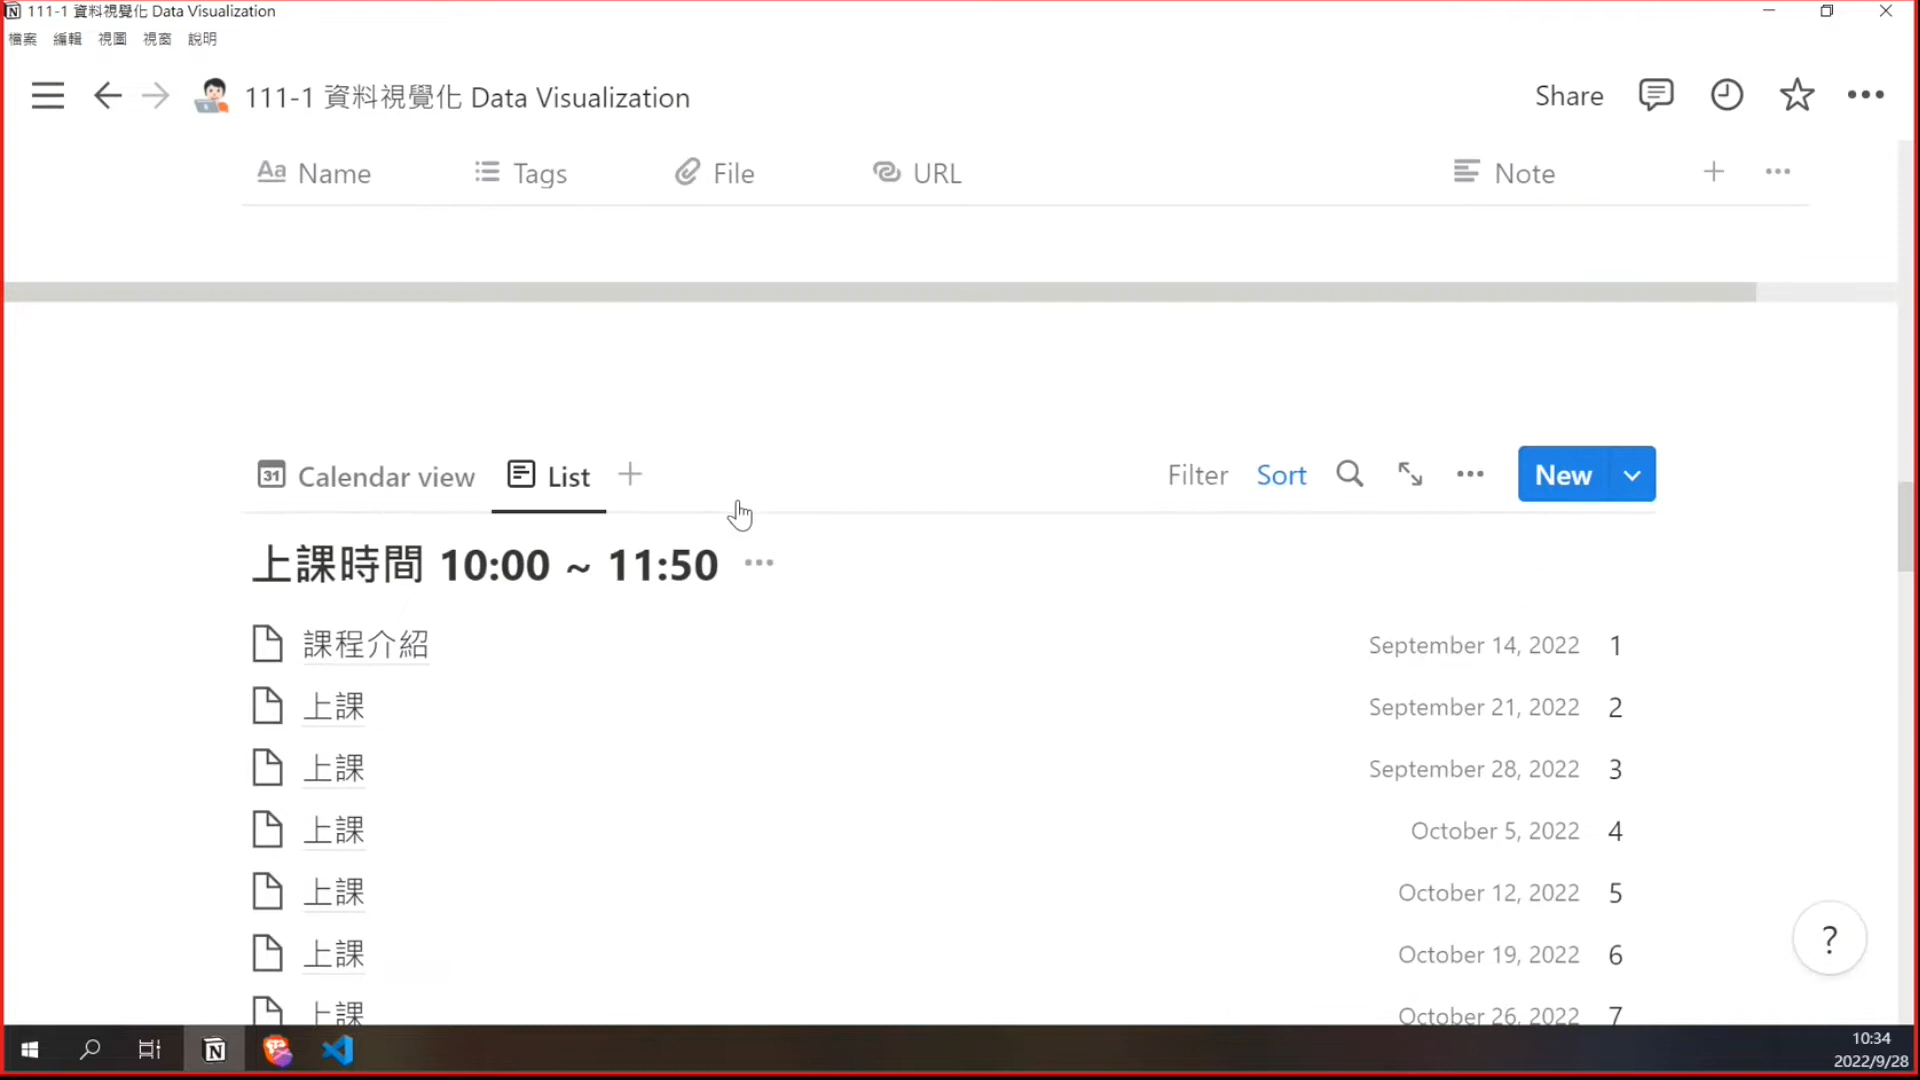 111-1 資料視覺化 Data Visualization
檔案 編輯 視圖 視窗 說明
111-1 資料視覺化 Data Visualization
Share
Aa Name Tags File URL Note
31 Calendar view List
Filter Sort New
上課時間 10:00 ~ 11:50
課程介紹 September 14, 2022 1
上課 September 21, 2022 2
上課 September 28, 2022 3
上課 October 5, 2022 4
上課 October 12, 2022 5
上課 October 19, 2022 6
上課 October 26, 2022 7
?
10:34
2022/9/28